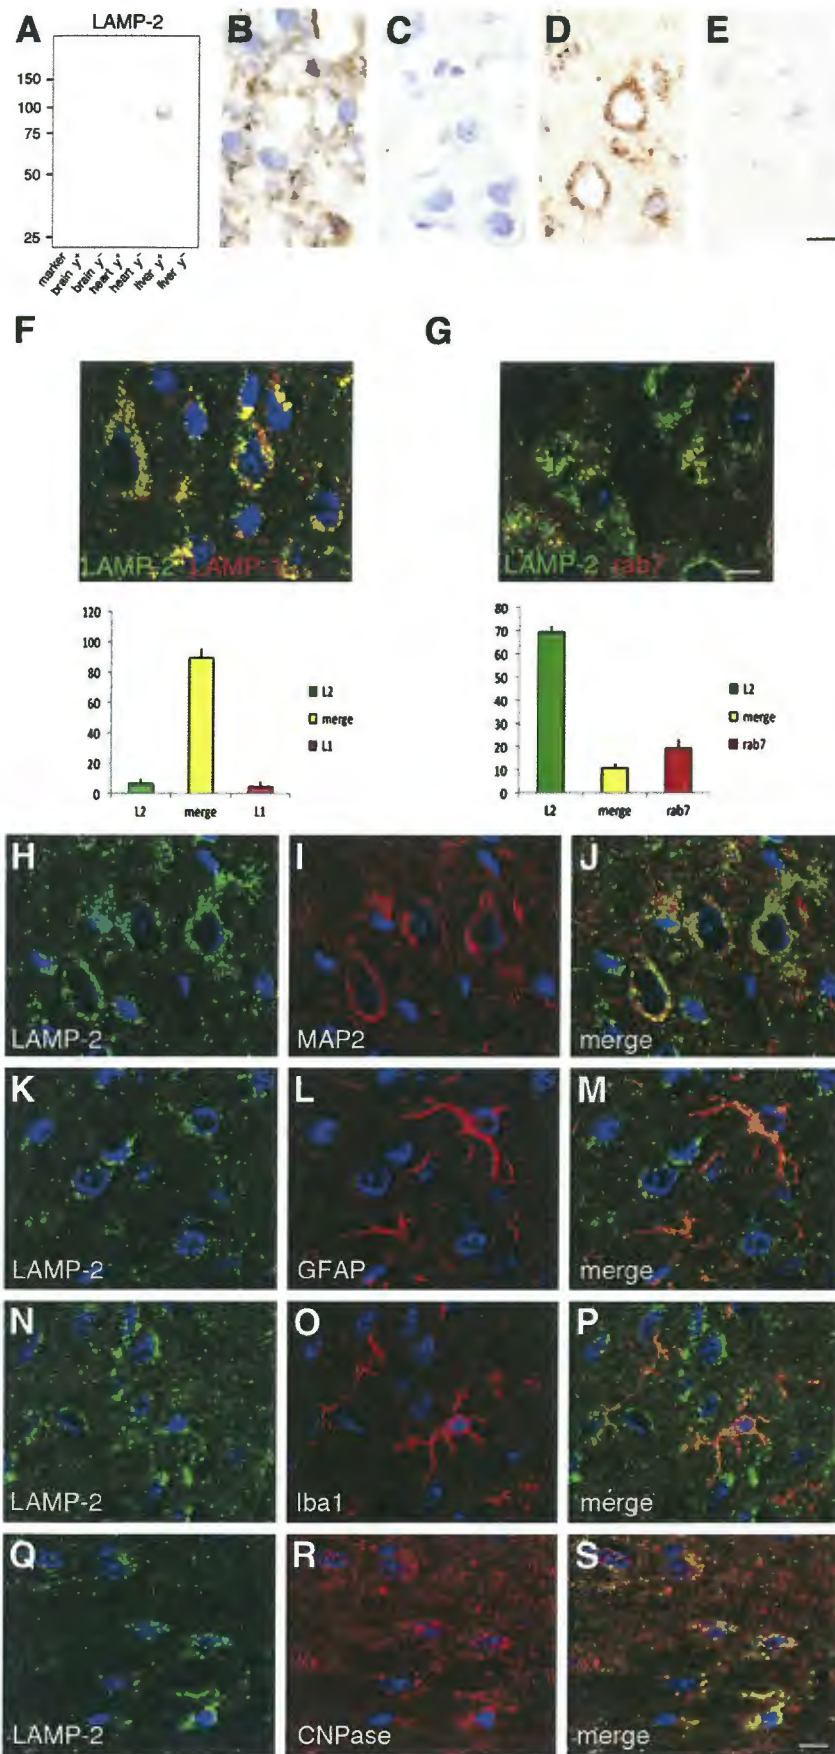 A
LAMP-2
B
C
D
E
150
100
75
50
25
marker
brain y+
brain y-
heart y+
heart y-
liver y+
liver y-
F
G
LAMP-2 LAMP-1
LAMP-2 rab7
120
100
80
60
40
20
0
L2
merge
L1
L2
merge
L1
80
70
60
50
40
30
20
10
0
L2
merge
rab7
L2
merge
rab7
H
LAMP-2
I
MAP2
J
merge
K
LAMP-2
L
GFAP
M
merge
N
LAMP-2
O
Iba1
P
merge
Q
LAMP-2
R
CNPase
S
merge